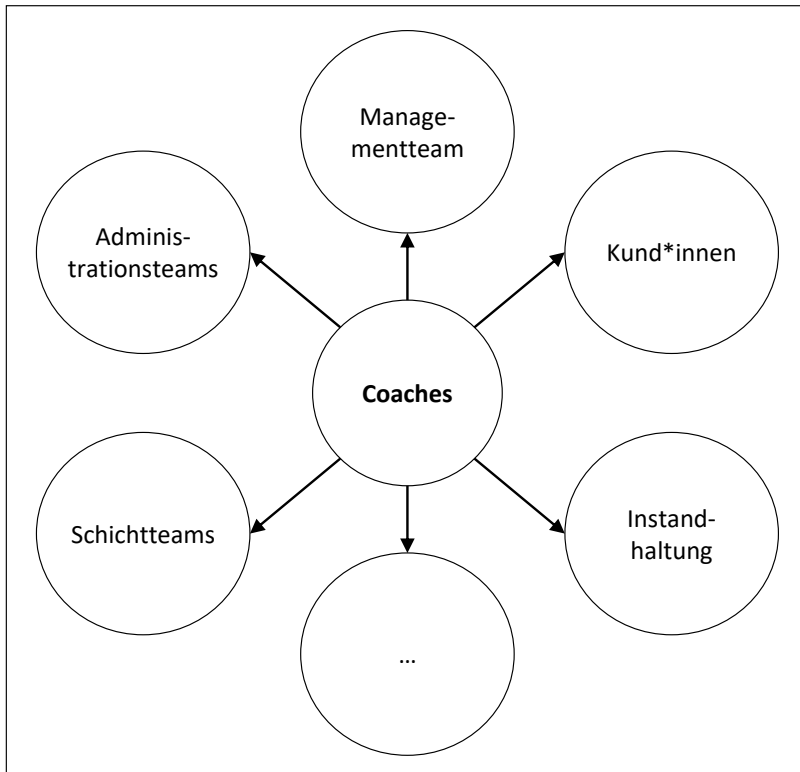 Manage-
mentteam
Adminis-
trationsteams
Kund*innen
Coaches
Schichtteams
Instand-
haltung
...